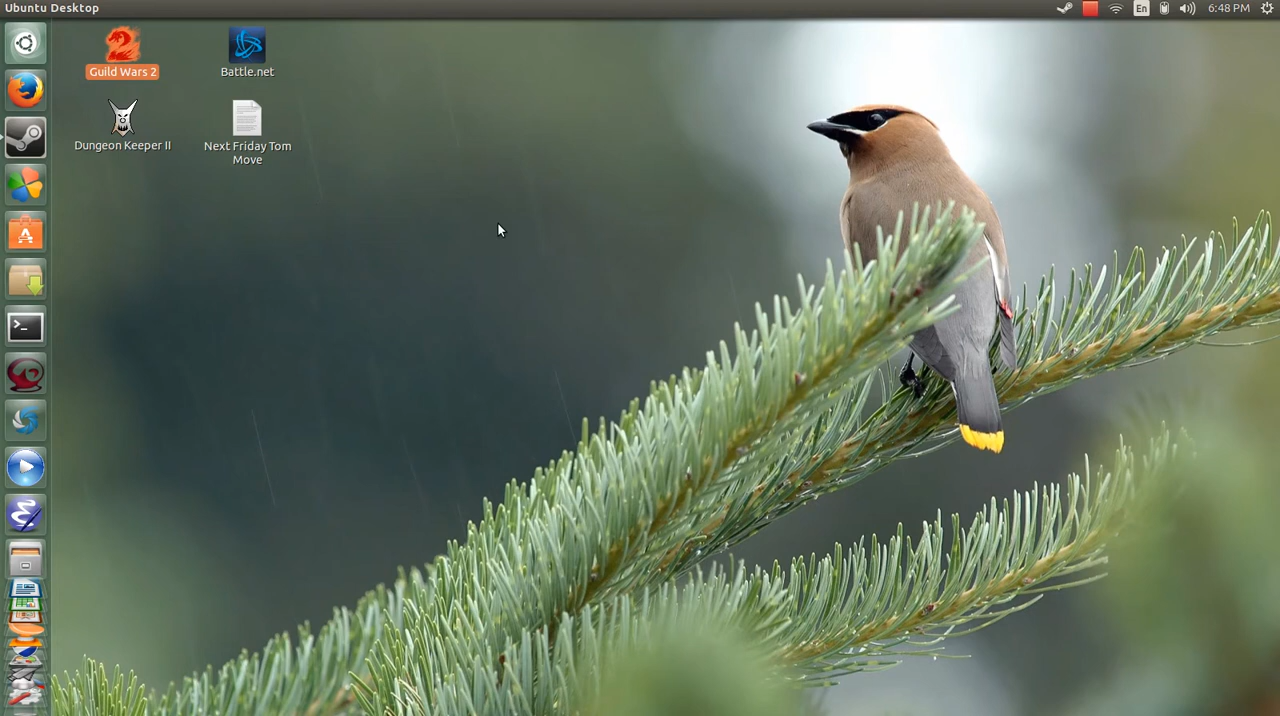 Ubuntu Desktop
En
6:48 PM
Guild Wars 2
Battle.net
Dungeon Keeper II
Next Friday Tom
Move